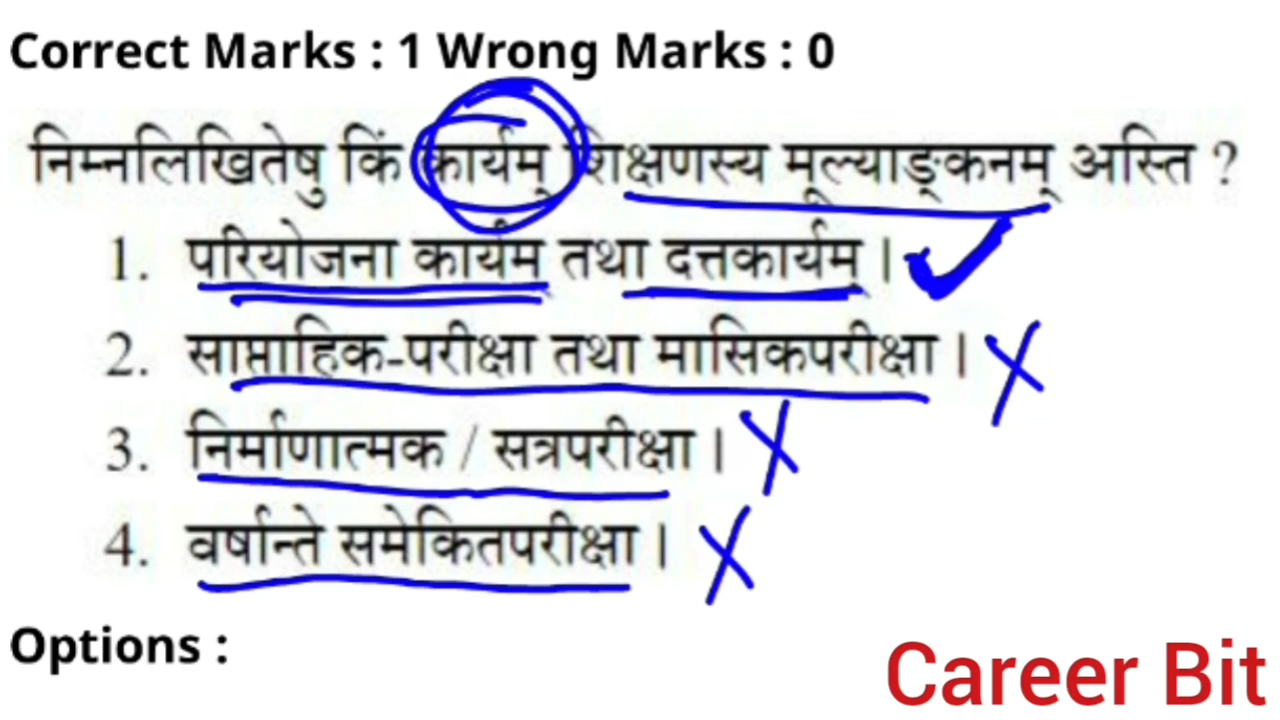 Correct Marks : 1 Wrong Marks : 0
निम्नलिखितेषु किं कार्यम् शिक्षणस्य मूल्याङ्कनम् अस्ति ?
1. परियोजना कार्यम् तथा दत्तकार्यम् ।
2. साप्ताहिक-परीक्षा तथा मासिकपरीक्षा ।
3. निर्माणात्मक / सत्रपरीक्षा ।
4. वर्षान्ते समेकितपरीक्षा ।
Options :
Career Bit